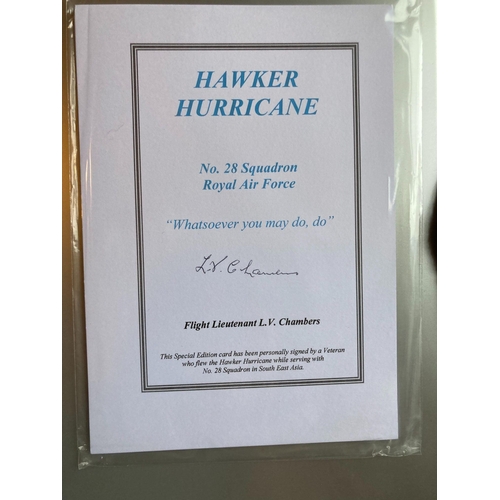 HAWKER
HURRICANE
No. 28 Squadron
Royal Air Force
“Whatsoever you may do, do”
L.V. Chambers
Flight Lieutenant L.V. Chambers
This Special Edition card has been personally signed by a Veteran
who flew the Hawker Hurricane while serving with
No. 28 Squadron in South East Asia.